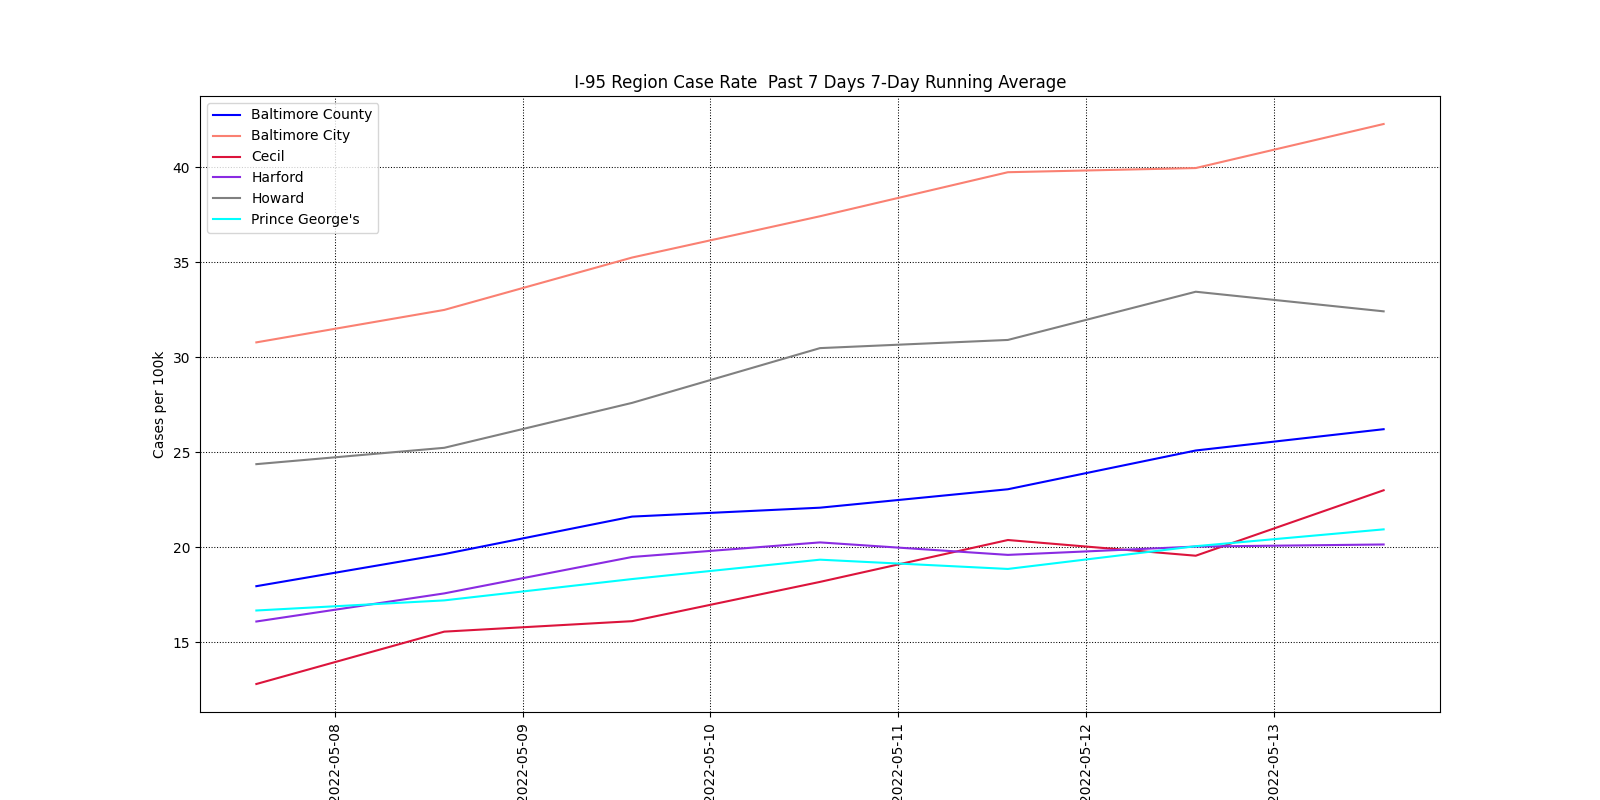 I-95 Region Case Rate  Past 7 Days 7-Day Running Average
Baltimore County
Baltimore City
Cecil
Harford
Howard
Prince George's
Cases per 100k
40
35
30
25
20
15
2022-05-08
2022-05-09
2022-05-10
2022-05-11
2022-05-12
2022-05-13